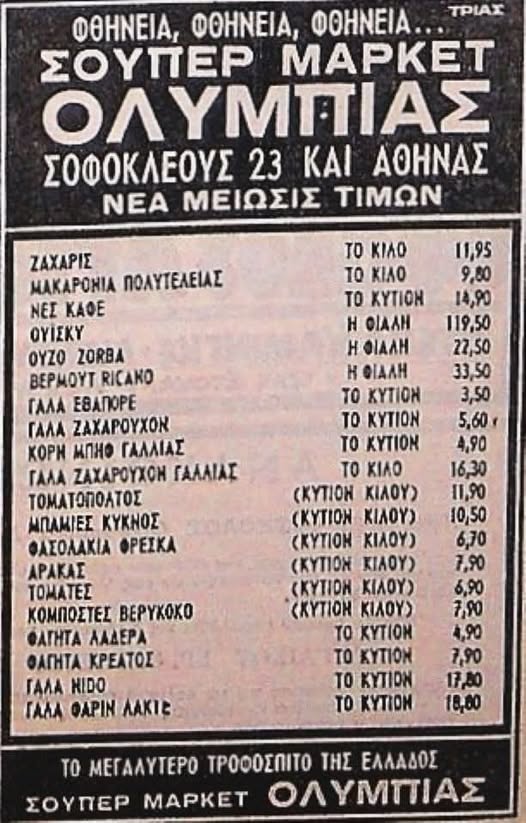 ΤΡΙΑΣ
ΦΘΗΝΕΙΑ, ΦΘΗΝΕΙΑ, ΦΘΗΝΕΙΑ...
ΣΟΥΠΕΡ ΜΑΡΚΕΤ
ΟΛΥΜΠΙΑΣ
ΣΟΦΟΚΛΕΟΥΣ 23 ΚΑΙ ΑΘΗΝΑΣ
ΝΕΑ ΜΕΙΩΣΙΣ ΤΙΜΩΝ
ΖΑΧΑΡΙΣ ΤΟ ΚΙΛΟ 11,95
ΜΑΚΑΡΟΝΙΑ ΠΟΛΥΤΕΛΕΙΑΣ ΤΟ ΚΙΛΟ 9,80
ΝΕΣ ΚΑΦΕ ΤΟ ΚΥΤΙΟΝ 14,90
ΟΥΙΣΚΥ Η ΦΙΑΛΗ 119,50
ΟΥΖΟ ZORBA Η ΦΙΑΛΗ 22,50
ΒΕΡΜΟΥΤ RICANO Η ΦΙΑΛΗ 33,50
ΓΑΛΑ ΕΒΑΠΟΡΕ ΤΟ ΚΥΤΙΟΝ 3,50
ΓΑΛΑ ΖΑΧΑΡΟΥΧΟΝ ΤΟ ΚΥΤΙΟΝ 5,60
ΚΟΡΝ ΜΠΗΦ ΓΑΛΛΙΑΣ ΤΟ ΚΥΤΙΟΝ 4,90
ΓΑΛΑ ΖΑΧΑΡΟΥΧΟΝ ΓΑΛΛΙΑΣ ΤΟ ΚΙΛΟ 16,30
ΤΟΜΑΤΟΠΟΛΤΟΣ (ΚΥΤΙΟΝ ΚΙΛΟΥ) 11,90
ΜΠΑΜΙΕΣ ΚΥΚΝΟΣ (ΚΥΤΙΟΝ ΚΙΛΟΥ) 10,50
ΦΑΣΟΛΑΚΙΑ ΦΡΕΣΚΑ (ΚΥΤΙΟΝ ΚΙΛΟΥ) 6,70
ΑΡΑΚΑΣ (ΚΥΤΙΟΝ ΚΙΛΟΥ) 7,90
ΤΟΜΑΤΕΣ (ΚΥΤΙΟΝ ΚΙΛΟΥ) 6,90
ΚΟΜΠΟΣΤΕΣ ΒΕΡΥΚΟΚΟ (ΚΥΤΙΟΝ ΚΙΛΟΥ) 7,90
ΦΑΓΗΤΑ ΛΑΔΕΡΑ ΤΟ ΚΥΤΙΟΝ 4,90
ΦΑΓΗΤΑ ΚΡΕΑΤΟΣ ΤΟ ΚΥΤΙΟΝ 7,90
ΓΑΛΑ NIDO ΤΟ ΚΥΤΙΟΝ 17,80
ΓΑΛΑ ΦΑΡΙΝ ΛΑΚΤΕ ΤΟ ΚΥΤΙΟΝ 18,80
ΤΟ ΜΕΓΑΛΥΤΕΡΟ ΤΡΟΦΟΣΠΙΤΟ ΤΗΣ ΕΛΛΑΔΟΣ
ΣΟΥΠΕΡ ΜΑΡΚΕΤ ΟΛΥΜΠΙΑΣ